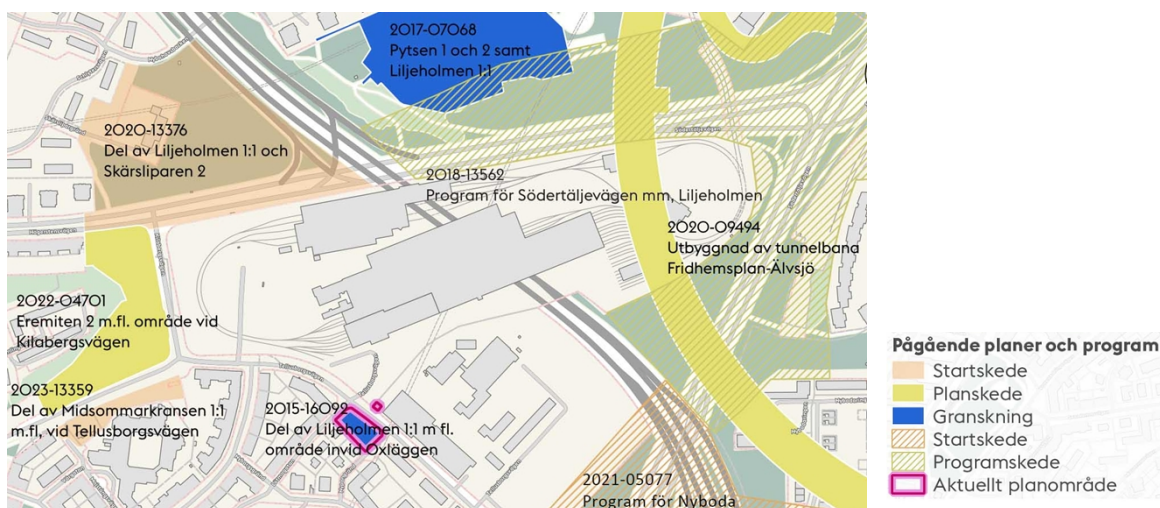 2017-07068
Pytsen 1 och 2 samt
Liljeholmen 1:1
2020-13376
Del av Liljeholmen 1:1 och
Skärsliparen 2
2018-13562
Program för Södertäljevägen mm, Liljeholmen
Södertäljevägen
2020-09494
Utbyggnad av tunnelbana
Fridhemsplan-Älvsjö
2022-04701
Eremiten 2 m.fl. område vid
Kilabergsvägen
2023-13359
Del av Midsommarkransen 1:1
m.fl, vid Tellusborgsvägen
2015-16092
Del av Liljeholmen 1:1 m fl.
område invid Oxläggen
2021-05077
Program för Nyboda
Tellusborgsvägen
Pågående planer och program
Startskede
Planskede
Granskning
Startskede
Programskede
Aktuellt planområde